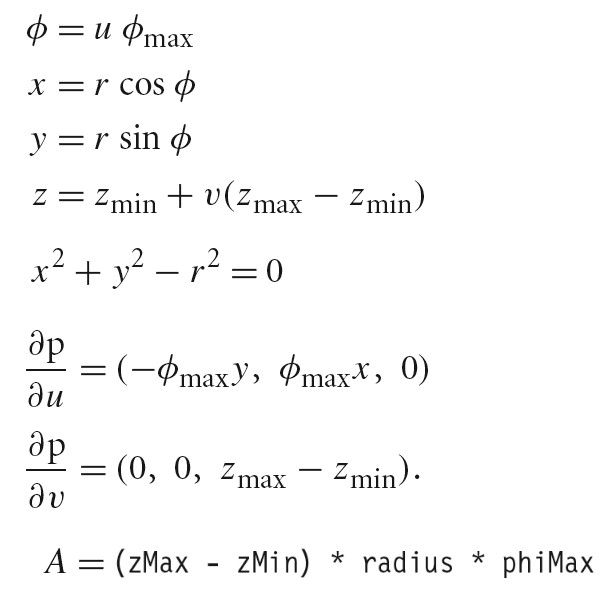 ϕ = u ϕ_max
x = r cos ϕ
y = r sin ϕ
z = z_min + v(z_max − z_min)
x² + y² − r² = 0
∂p/∂u = (−ϕ_max y, ϕ_max x, 0)
∂p/∂v = (0, 0, z_max − z_min).
A = (zMax - zMin) * radius * phiMax